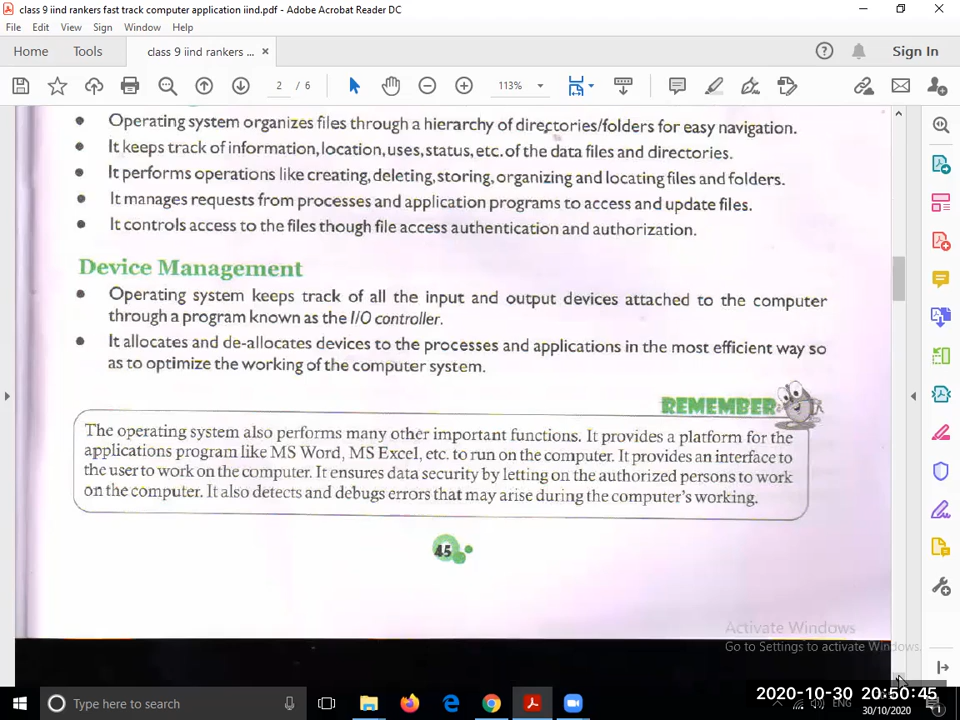 class 9 iind rankers fast track computer application iind.pdf - Adobe Acrobat Reader DC
File Edit View Sign Window Help
Home Tools class 9 iind rankers ... × Sign In
2 / 6 113%
• Operating system organizes files through a hierarchy of directories/folders for easy navigation.
• It keeps track of information, location, uses, status, etc. of the data files and directories.
• It performs operations like creating, deleting, storing, organizing and locating files and folders.
• It manages requests from processes and application programs to access and update files.
• It controls access to the files though file access authentication and authorization.
Device Management
• Operating system keeps track of all the input and output devices attached to the computer
through a program known as the I/O controller.
• It allocates and de-allocates devices to the processes and applications in the most efficient way so
as to optimize the working of the computer system.
REMEMBER
The operating system also performs many other important functions. It provides a platform for the
applications program like MS Word, MS Excel, etc. to run on the computer. It provides an interface to
the user to work on the computer. It ensures data security by letting on the authorized persons to work
on the computer. It also detects and debugs errors that may arise during the computer's working.
45
Activate Windows
Go to Settings to activate Windows.
Type here to search
2020-10-30 20:50:45
ENG
30/10/2020